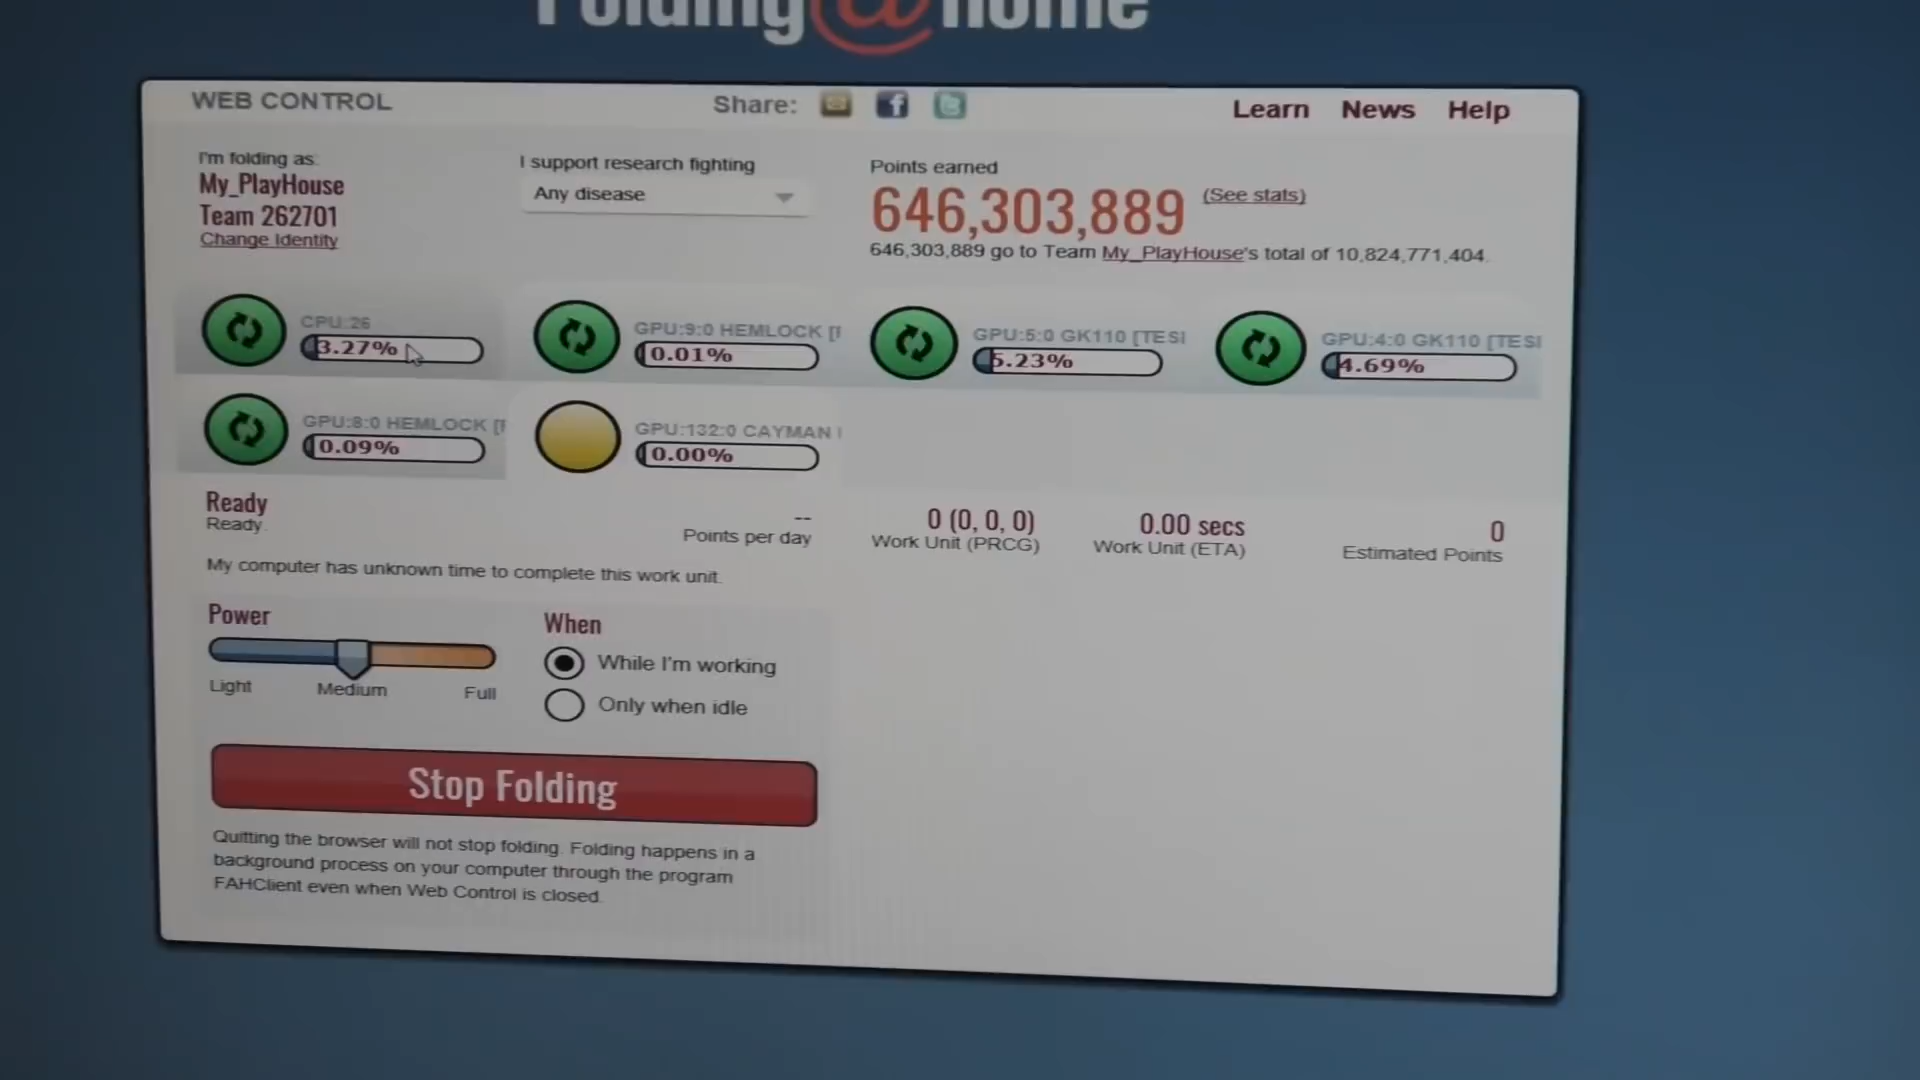 Folding@home
WEB CONTROL
Share:
Learn News Help
I'm folding as:
My_PlayHouse
Team 262701
Change Identity
I support research fighting
Any disease
Points earned
646,303,889 (See stats)
646,303,889 go to Team My_PlayHouse's total of 10,824,771,404.
CPU:26
3.27%
GPU:9:0 HEMLOCK [F
0.01%
GPU:5:0 GK110 [TESI
5.23%
GPU:4:0 GK110 [TESI
4.69%
GPU:8:0 HEMLOCK [F
0.09%
GPU:132:0 CAYMAN
0.00%
Ready
Ready.
--
Points per day
0 (0, 0, 0)
Work Unit (PRCG)
0.00 secs
Work Unit (ETA)
0
Estimated Points
My computer has unknown time to complete this work unit.
Power
Light Medium Full
When
While I'm working
Only when idle
Stop Folding
Quitting the browser will not stop folding. Folding happens in a
background process on your computer through the program
FAHClient even when Web Control is closed.